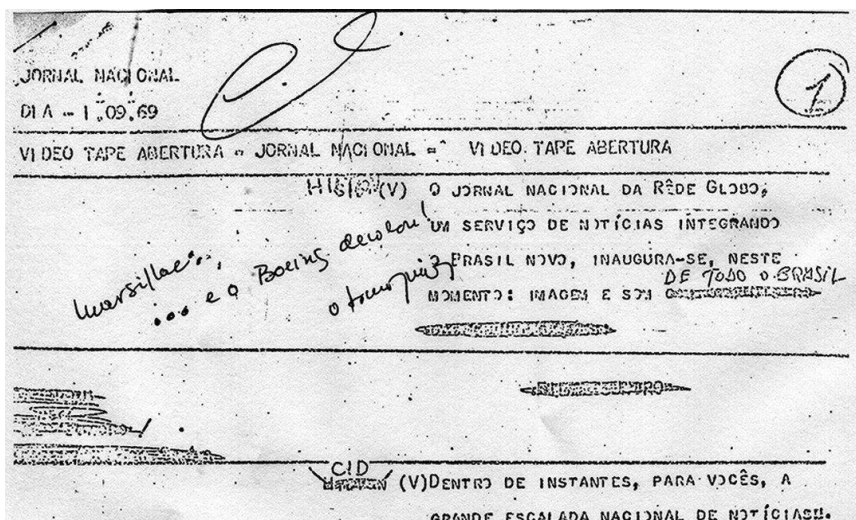 1
JORNAL NACIONAL
DIA - 1.09.69
VIDEO TAPE ABERTURA - JORNAL NACIONAL - VIDEO TAPE ABERTURA
(V) O JORNAL NACIONAL DA RÊDE GLOBO,
UM SERVIÇO DE NOTÍCIAS INTEGRANDO
O BRASIL NOVO, INAUGURA-SE, NESTE
MOMENTO: IMAGEM E SOM DE TODO O BRASIL
... e o Boeing decolou!
CID
(V) DENTRO DE INSTANTES, PARA VOCÊS, A
GRANDE ESCALADA NACIONAL DE NOTÍCIAS!!.